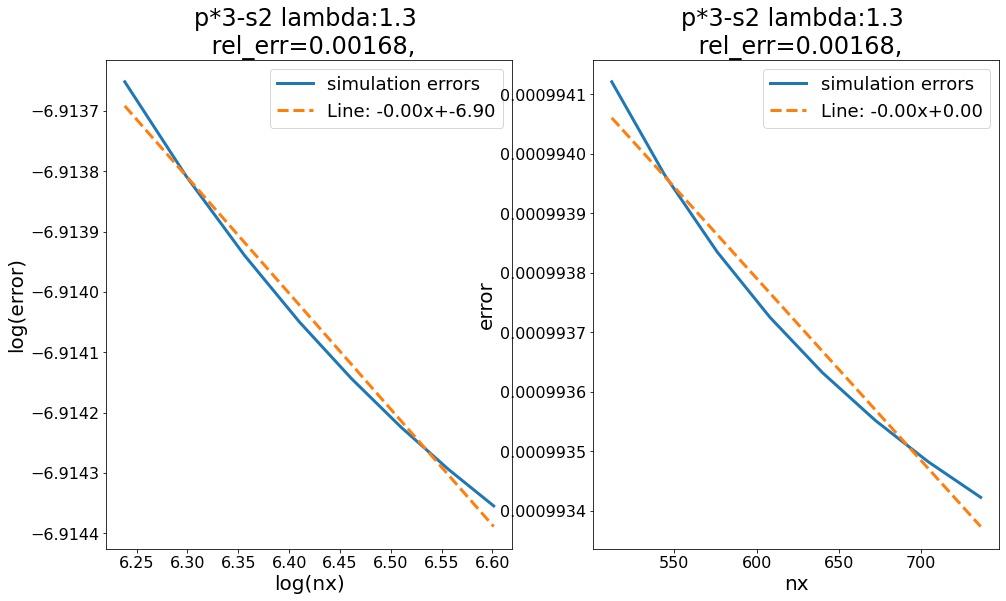 p*3-s2 lambda:1.3
rel_err=0.00168,
simulation errors
Line: -0.00x+-6.90
−6.9137
−6.9138
−6.9139
−6.9140
−6.9141
−6.9142
−6.9143
−6.9144
log(error)
6.25
6.30
6.35
6.40
6.45
6.50
6.55
6.60
log(nx)
p*3-s2 lambda:1.3
rel_err=0.00168,
simulation errors
Line: -0.00x+0.00
0.0009941
0.0009940
0.0009939
0.0009938
0.0009937
0.0009936
0.0009935
0.0009934
error
550
600
650
700
nx